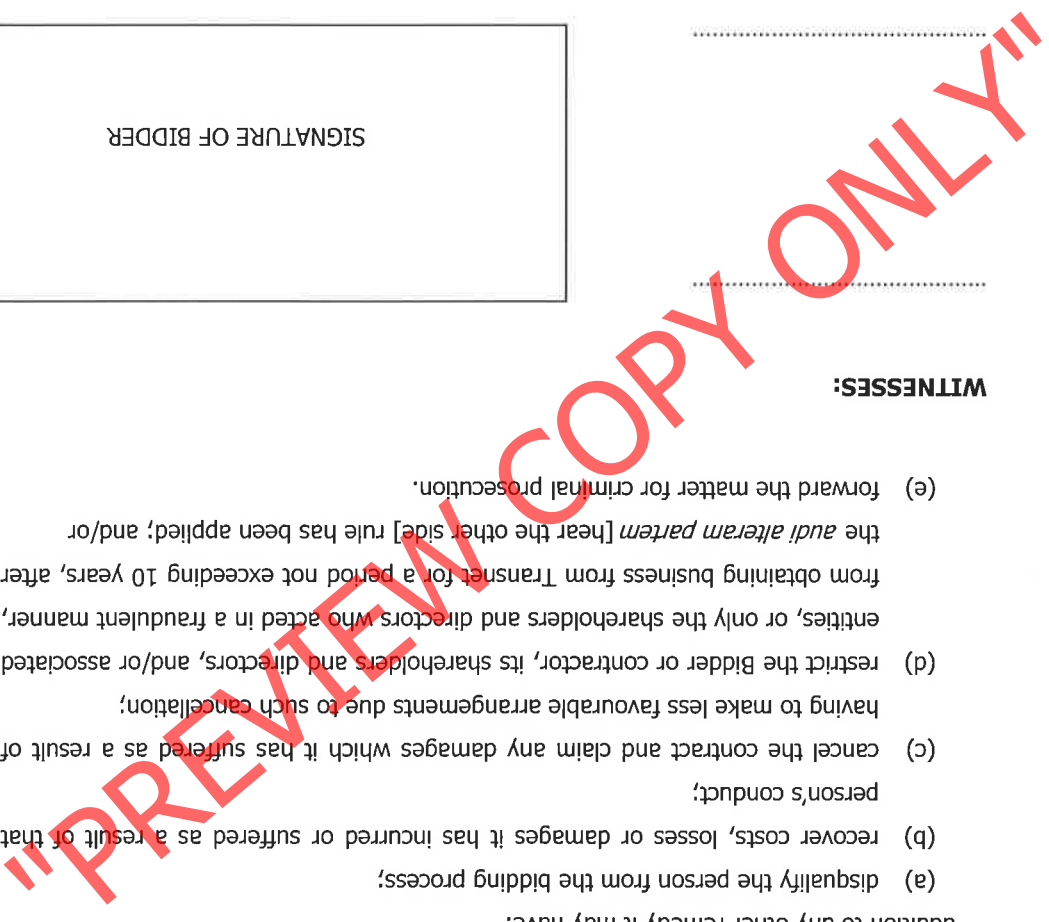 addition to any other remedy it may have:
(a) disqualify the person from the bidding process;
(b) recover costs, losses or damages it has incurred or suffered as a result of that
person's conduct;
(c) cancel the contract and claim any damages which it has suffered as a result of
having to make less favourable arrangements due to such cancellation;
(d) restrict the Bidder or contractor, its shareholders and directors, and/or associated
entities, or only the shareholders and directors who acted in a fraudulent manner,
from obtaining business from Transnet for a period not exceeding 10 years, after
the audi alteram partem [hear the other side] rule has been applied; and/or
(e) forward the matter for criminal prosecution.
WITNESSES:
SIGNATURE OF BIDDER
"PREVIEW COPY ONLY"